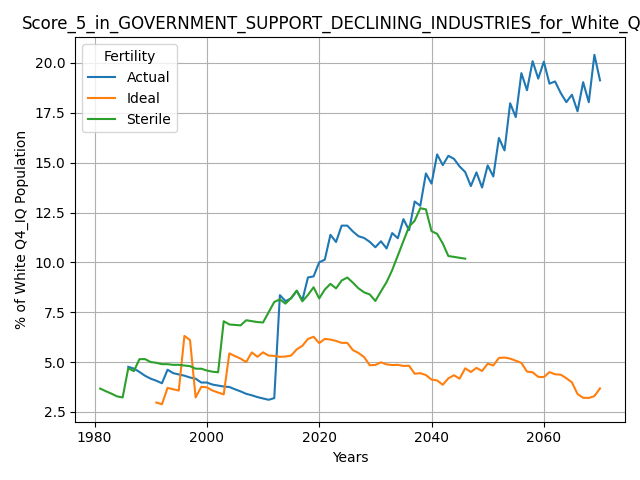 Score_5_in_GOVERNMENT_SUPPORT_DECLINING_INDUSTRIES_for_White_Q
Fertility
Actual
Ideal
Sterile
% of White Q4_IQ Population
20.0
17.5
15.0
12.5
10.0
7.5
5.0
2.5
1980 2000 2020 2040 2060
Years